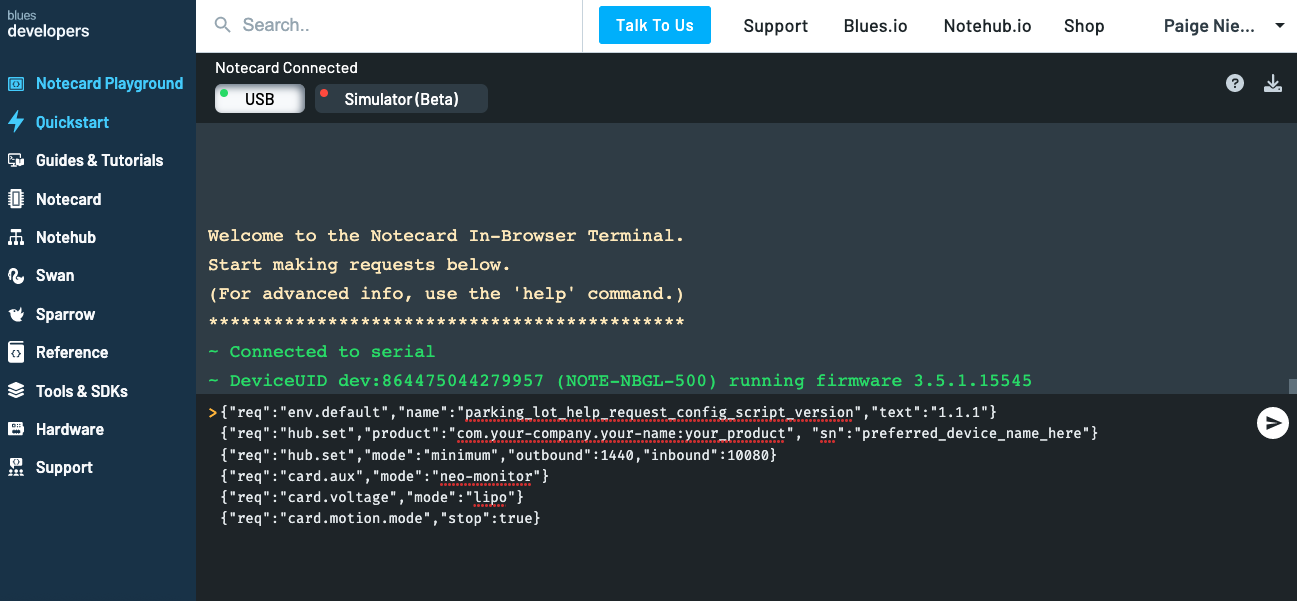 blues
developers
Search..
Talk To Us
Support
Blues.io
Notehub.io
Shop
Paige Nie...
Notecard Playground
Quickstart
Guides & Tutorials
Notecard
Notehub
Swan
Sparrow
Reference
Tools & SDKs
Hardware
Support
Notecard Connected
USB
Simulator (Beta)
?
Welcome to the Notecard In-Browser Terminal.
Start making requests below.
(For advanced info, use the 'help' command.)
********************************************
~ Connected to serial
~ DeviceUID dev:864475044279957 (NOTE-NBGL-500) running firmware 3.5.1.15545
>{"req":"env.default","name":"parking_lot_help_request_config_script_version","text":"1.1.1"}
{"req":"hub.set","product":"com.your-company.your-name:your_product", "sn":"preferred_device_name_here"}
{"req":"hub.set","mode":"minimum","outbound":1440,"inbound":10080}
{"req":"card.aux","mode":"neo-monitor"}
{"req":"card.voltage","mode":"lipo"}
{"req":"card.motion.mode","stop":true}